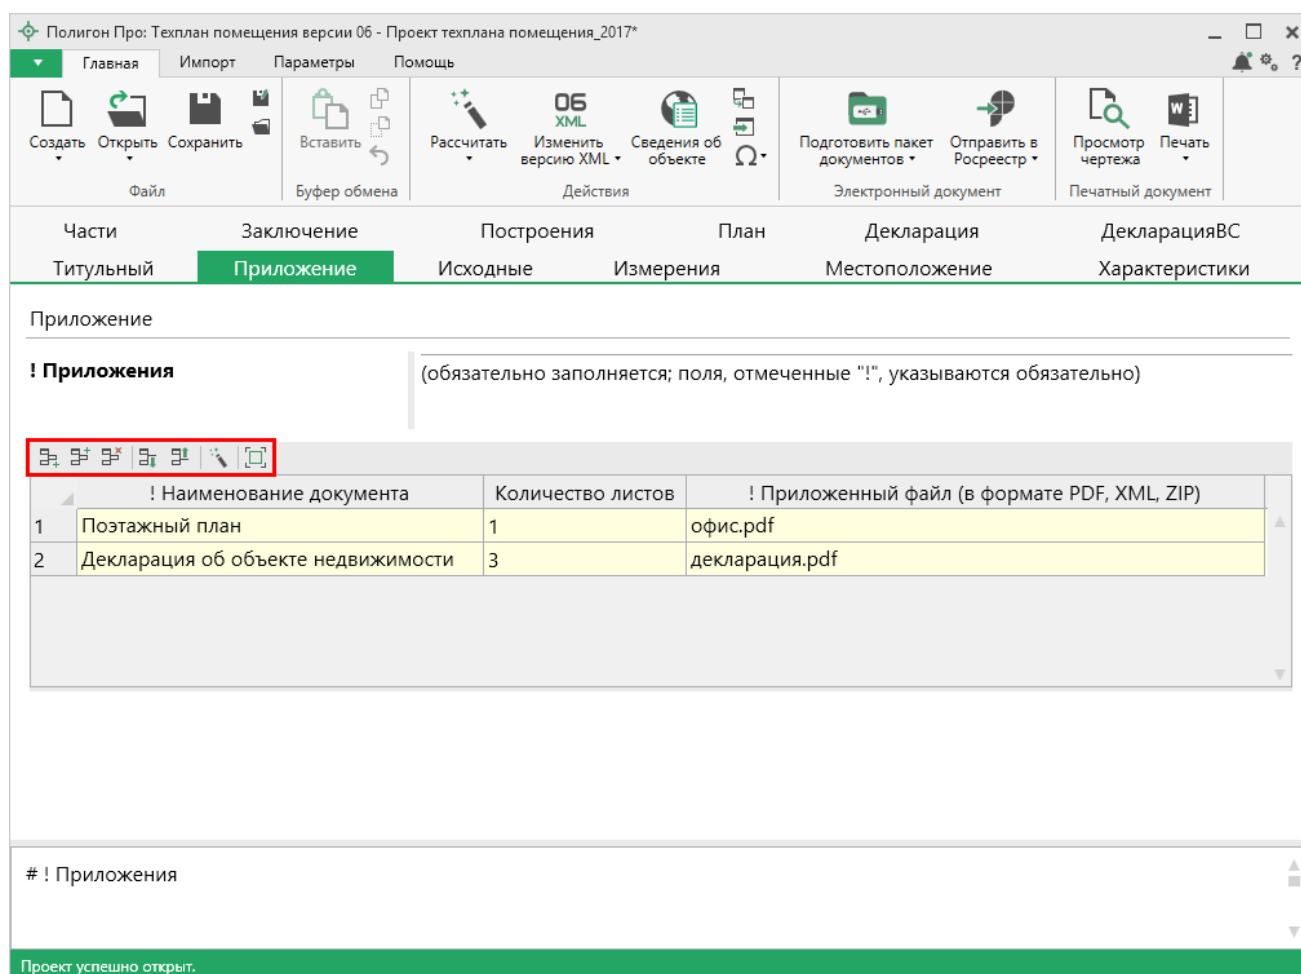 Полигон Про: Техплан помещения версии 06 - Проект техплана помещения_2017*
Главная Импорт Параметры Помощь
Создать Открыть Сохранить Вставить Рассчитать 06 XML Изменить версию XML Сведения об объекте Ω Подготовить пакет документов Отправить в Росреестр Просмотр чертежа W Печать
Файл Буфер обмена Действия Электронный документ Печатный документ
Части Заключение Построения План Декларация ДекларацияВС
Титульный Приложение Исходные Измерения Местоположение Характеристики
Приложение
! Приложения (обязательно заполняется; поля, отмеченные "!", указываются обязательно)
! Наименование документа Количество листов ! Приложенный файл (в формате PDF, XML, ZIP)
1 Поэтажный план 1 офис.pdf
2 Декларация об объекте недвижимости 3 декларация.pdf
# ! Приложения
Проект успешно открыт.